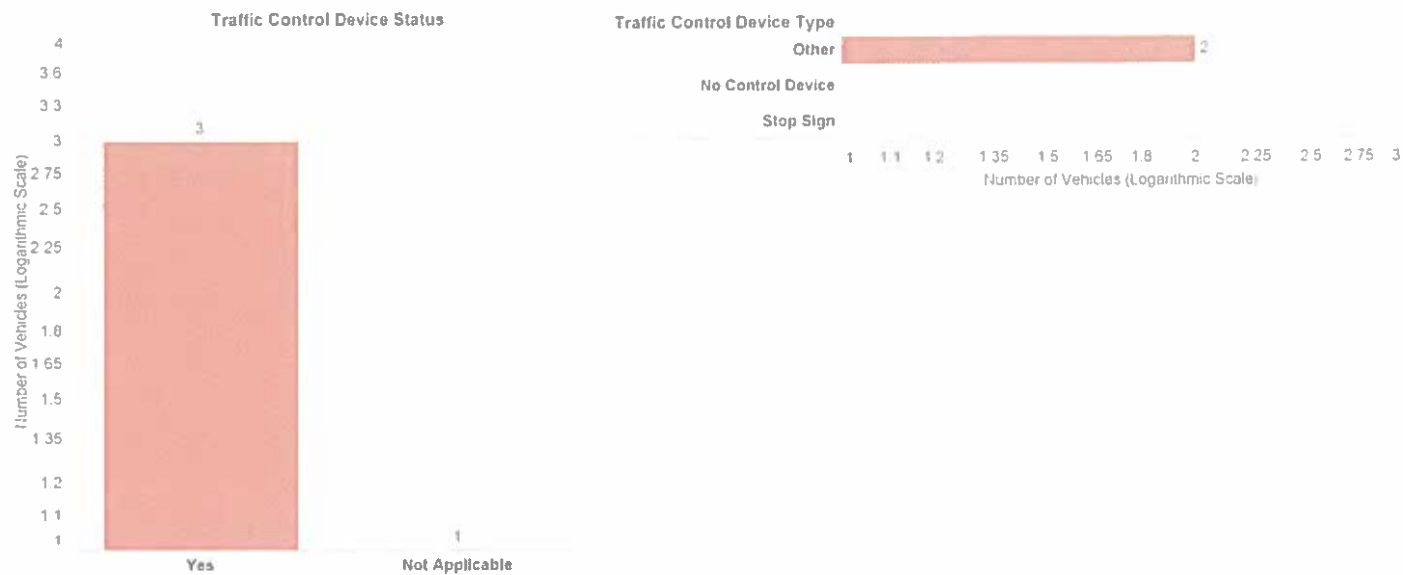 Traffic Control Device Status
4
3.6
3.3
3
2.75
2.5
2.25
2
1.8
1.65
1.5
1.35
1.2
1.1
1
Number of Vehicles (Logarithmic Scale)
3
1
Yes
Not Applicable
Traffic Control Device Type
Other
2
No Control Device
Stop Sign
1 1.1 1.2 1.35 1.5 1.65 1.8 2 2.25 2.5 2.75 3
Number of Vehicles (Logarithmic Scale)